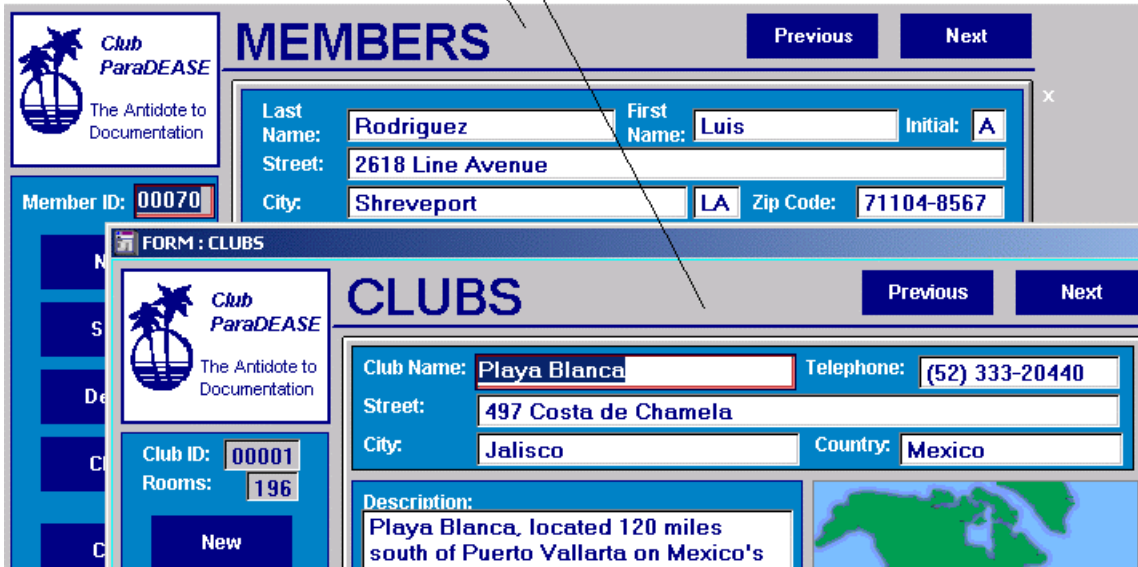 Club
ParaDEASE
The Antidote to
Documentation
MEMBERS
Previous
Next
x
Last Name: Rodriguez First Name: Luis Initial: A
Street: 2618 Line Avenue
City: Shreveport LA Zip Code: 71104-8567
Member ID: 00070
N
S
De
Cl
C
FORM : CLUBS
Club
ParaDEASE
The Antidote to
Documentation
CLUBS
Previous
Next
Club Name: Playa Blanca Telephone: (52) 333-20440
Street: 497 Costa de Chamela
City: Jalisco Country: Mexico
Club ID: 00001
Rooms: 196
New
Description:
Playa Blanca, located 120 miles
south of Puerto Vallarta on Mexico's